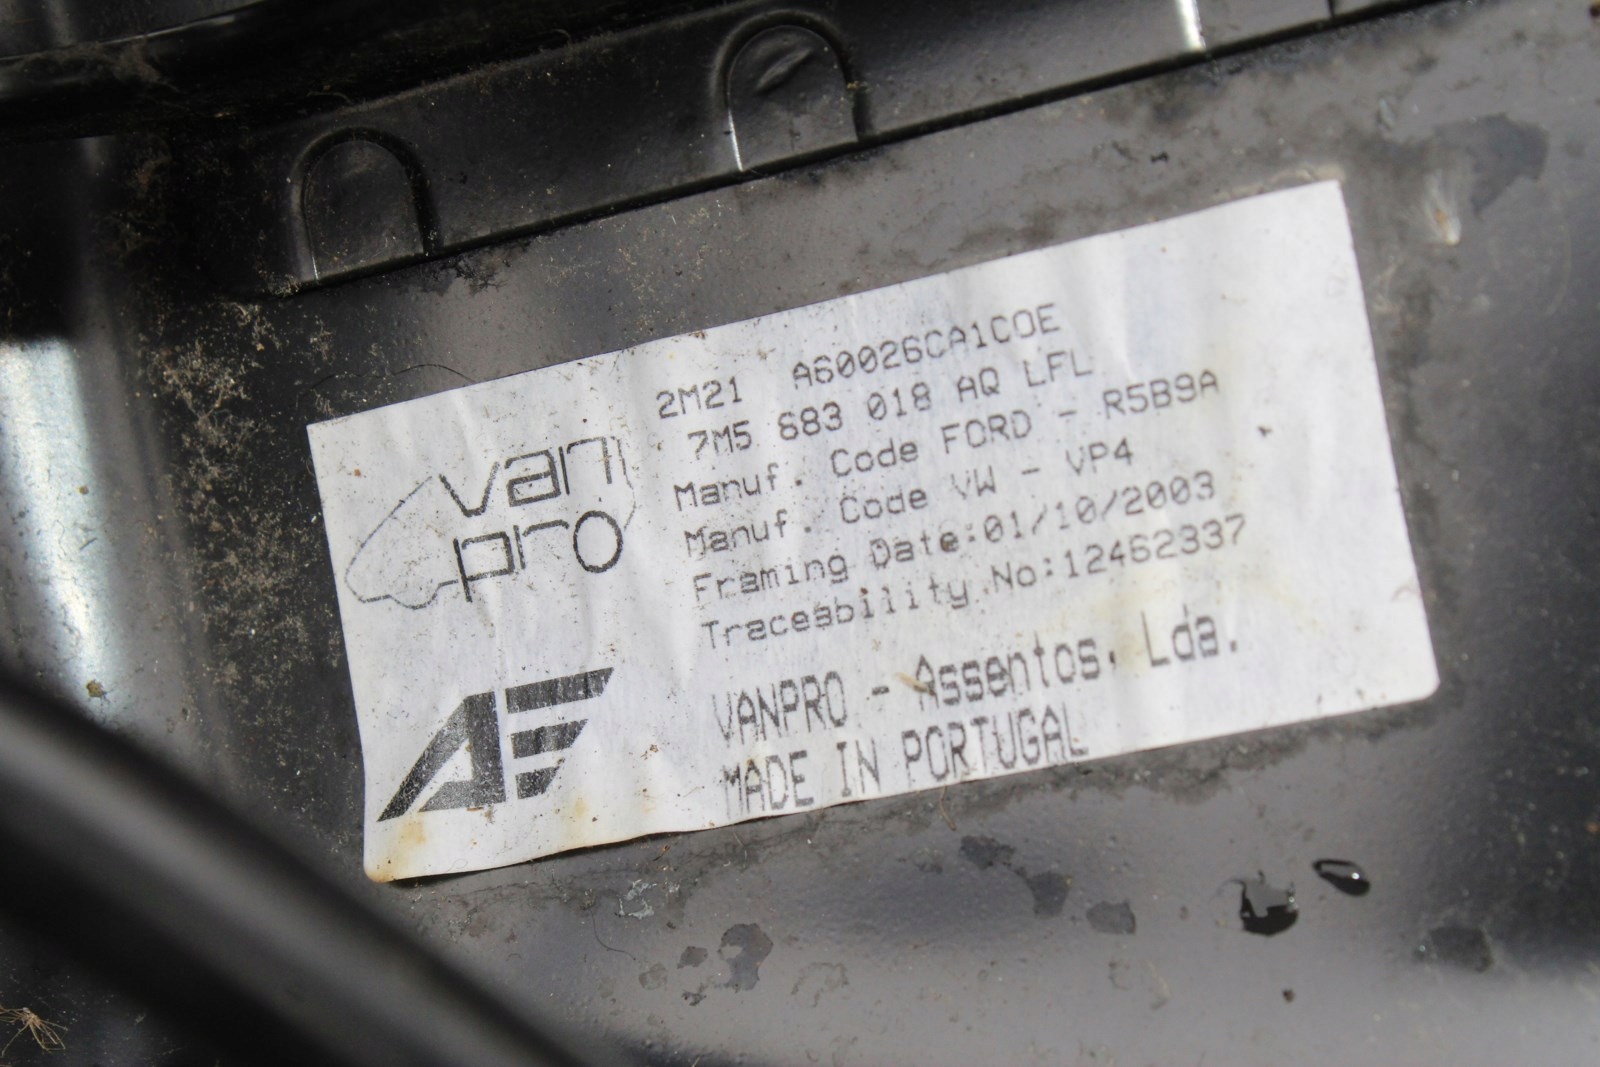 2M21 A60026CA1COE
7M5 683 018 AQ LFL
Manuf. Code FORD - R5B9A
Manuf. Code VW - VP4
Framing Date:01/10/2003
Traceability No:12462337
VANPRO - Assentos, Lda.
MADE IN PORTUGAL
van
pro
AE